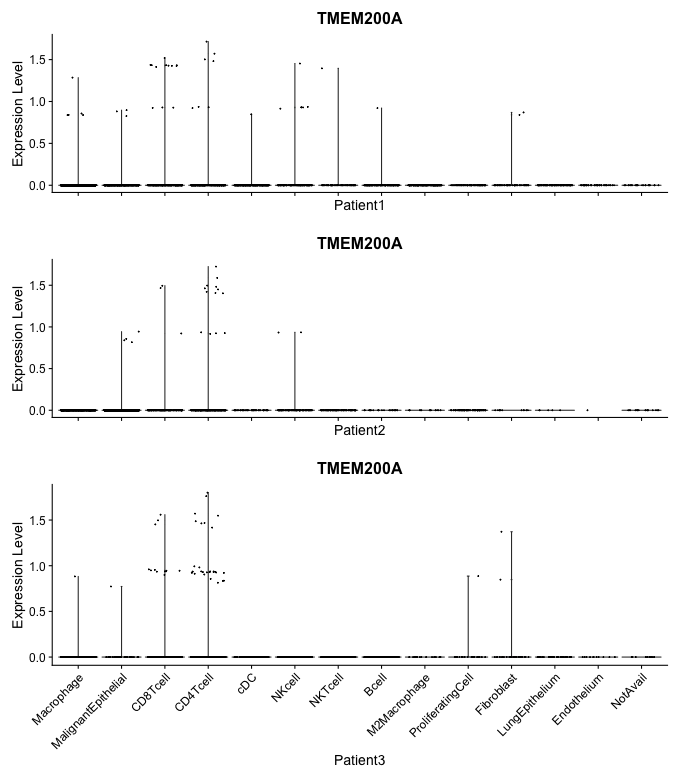 TMEM200A
Expression Level
1.5
1.0
0.5
0.0
Patient1
TMEM200A
Expression Level
1.5
1.0
0.5
0.0
Patient2
TMEM200A
Expression Level
1.5
1.0
0.5
0.0
Macrophage
MalignantEpithelial
CD8Tcell
CD4Tcell
cDC
NKcell
NKTcell
Bcell
M2Macrophage
ProliferatingCell
Fibroblast
LungEpithelium
Endothelium
NotAvail
Patient3